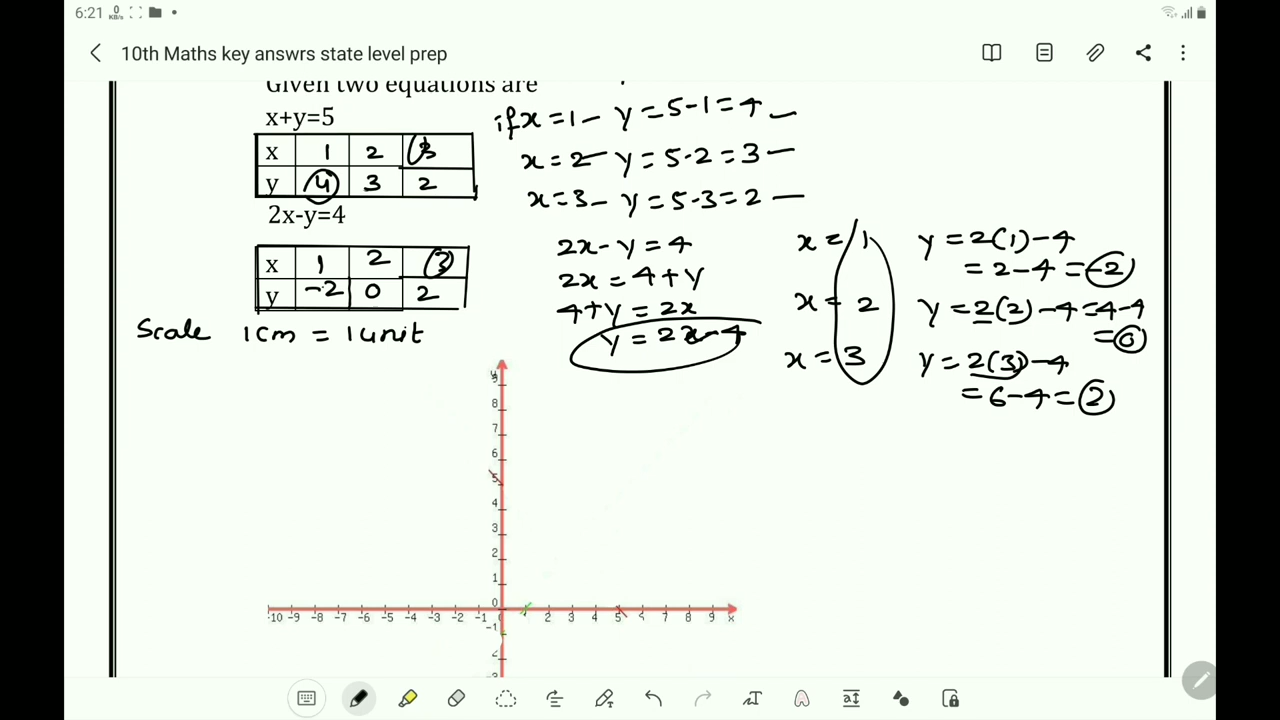 6:21 0 KB/s
10th Maths key answrs state level prep
Given two equations are
x+y=5
if x = 1 - y = 5-1 = 4 -
x 1 2 3
x = 2 - y = 5-2 = 3 -
y 4 3 2
x = 3 - y = 5-3 = 2 -
2x-y=4
2x - y = 4
x = 1 y = 2(1) - 4
x 1 2 3
2x = 4 + y
= 2 - 4 = -2
y -2 0 2
4 + y = 2x
x = 2 y = 2(2) - 4 = 4 - 4
Scale 1cm = 1 unit
y = 2x - 4
= 0
x = 3 y = 2(3) - 4
= 6 - 4 = 2
y
9
8
7
6
5
4
3
2
1
0
-10 -9 -8 -7 -6 -5 -4 -3 -2 -1 0 2 3 4 5 6 7 8 9 x
-1